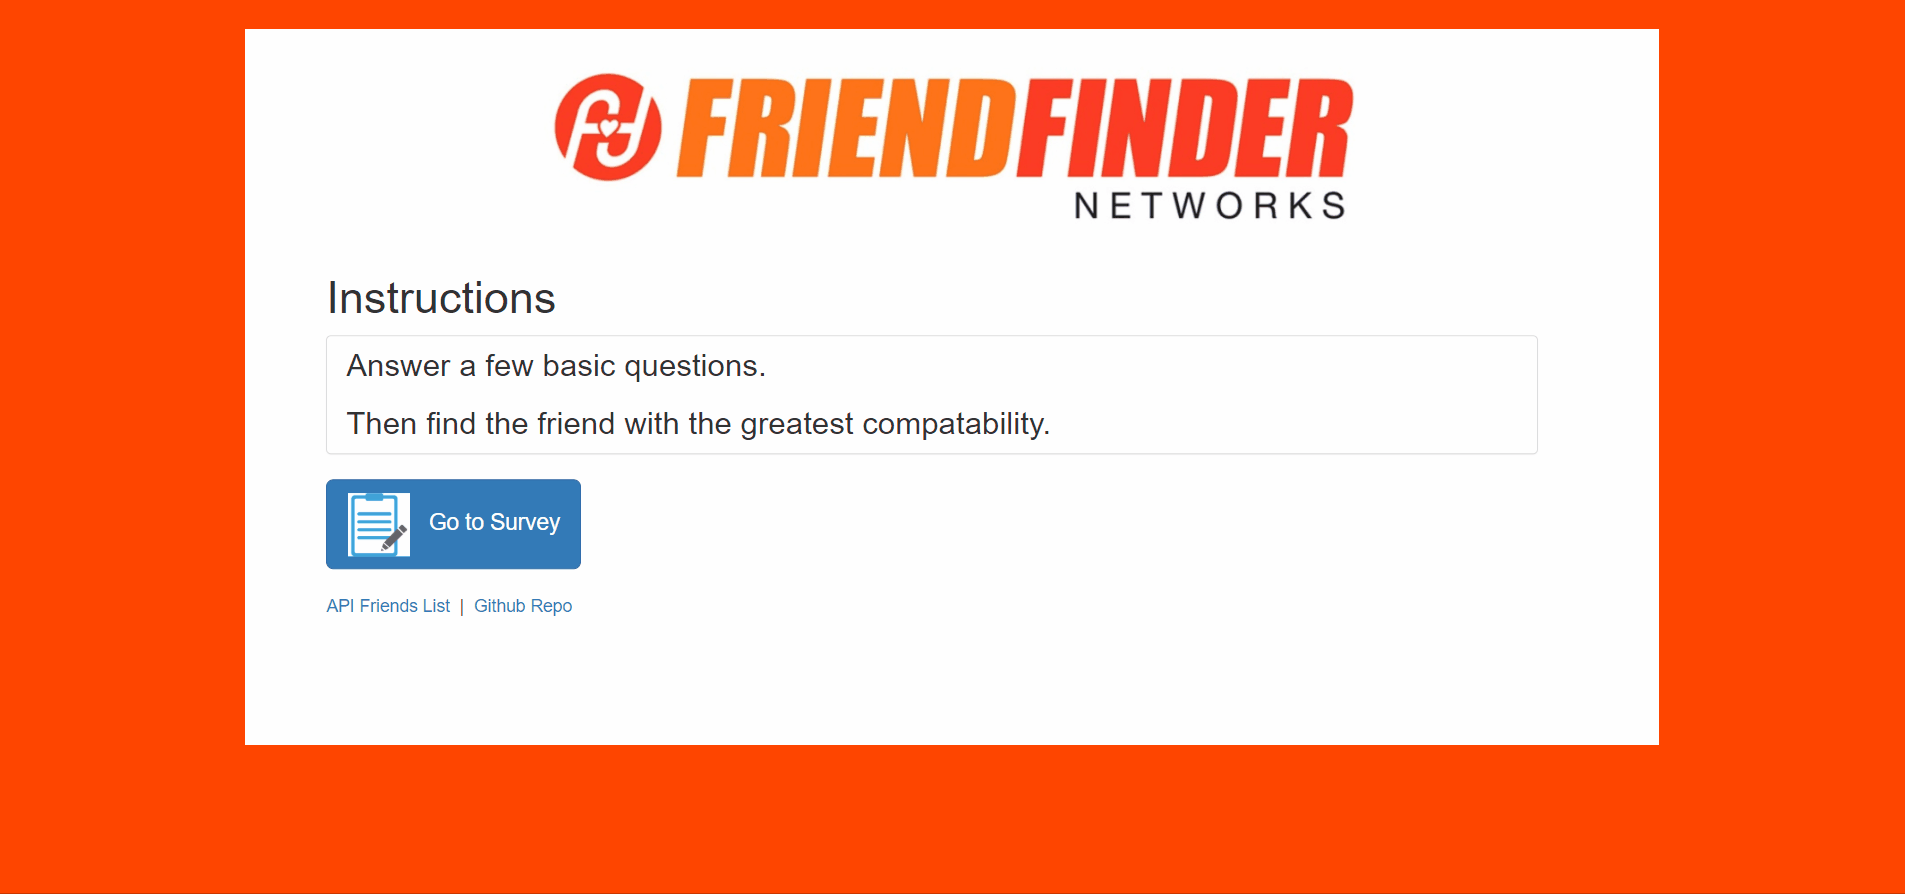 FRIENDFINDER
NETWORKS
Instructions
Answer a few basic questions.
Then find the friend with the greatest compatability.
Go to Survey
API Friends List | Github Repo